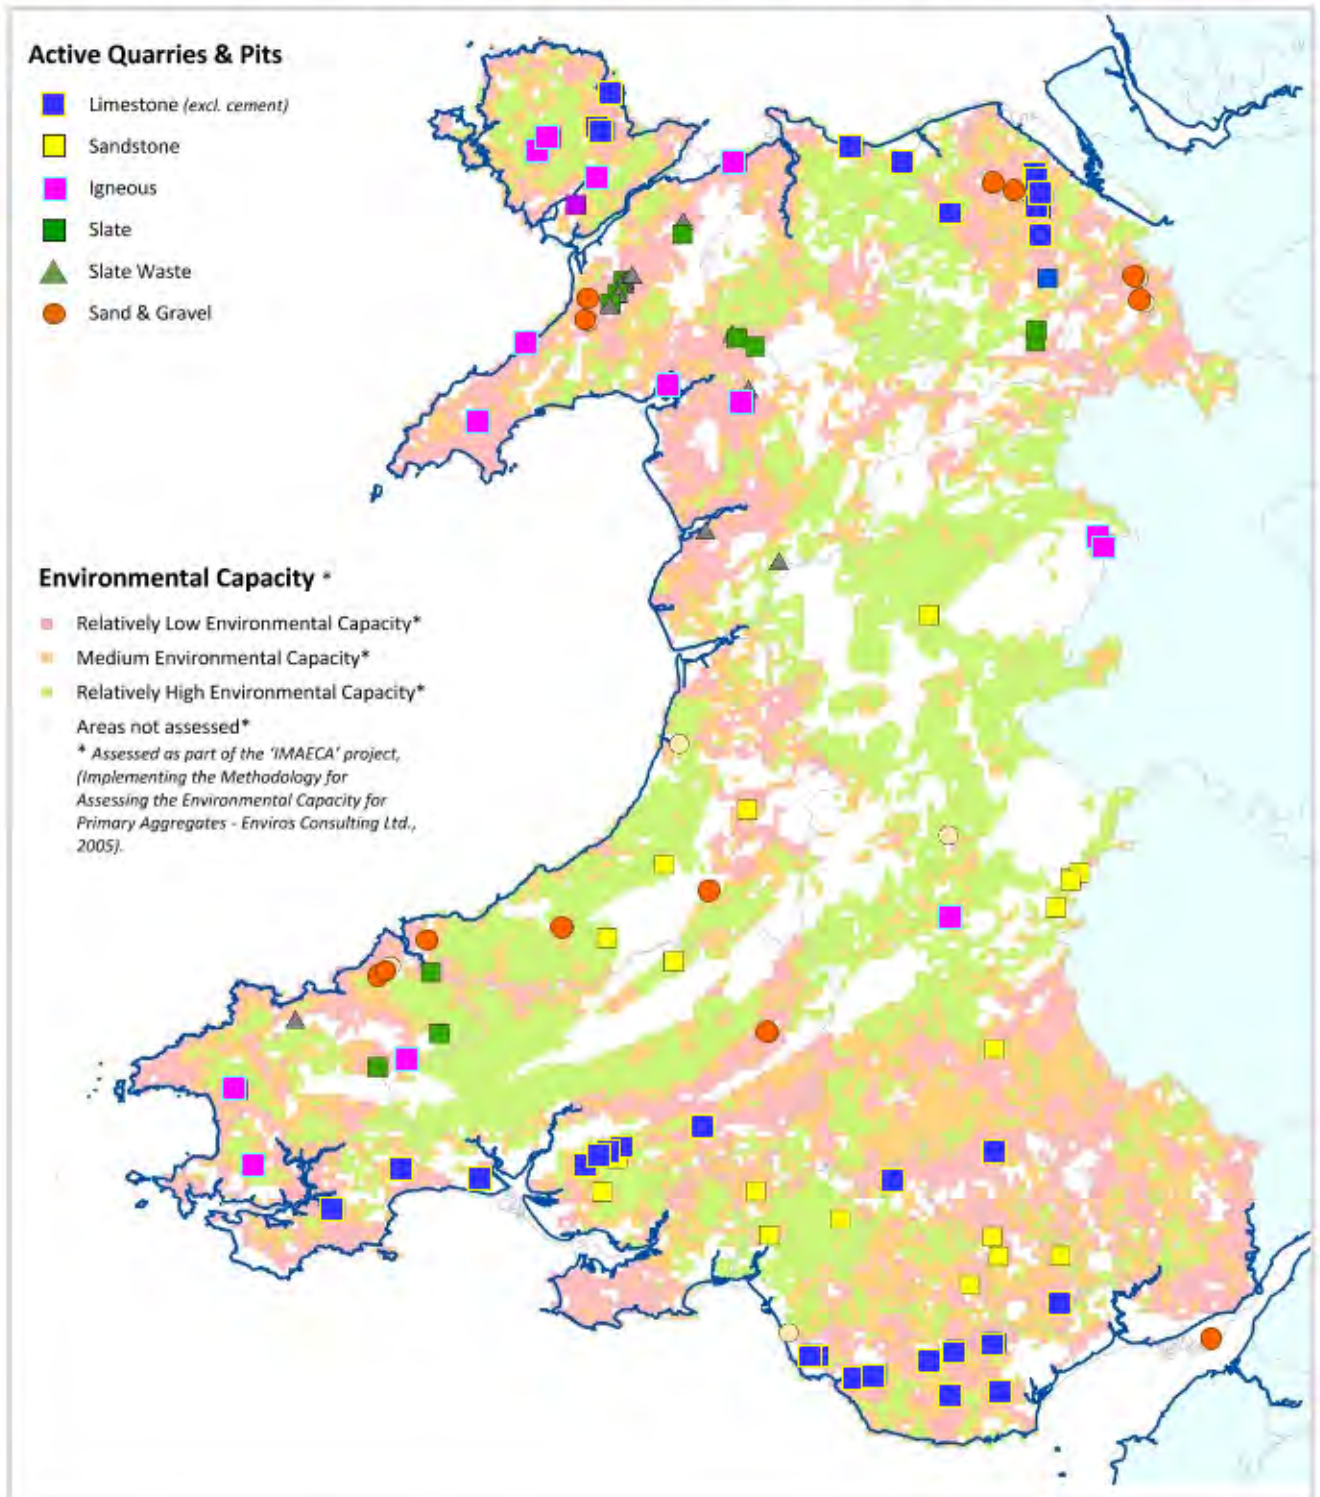 Active Quarries & Pits
Limestone (excl. cement)
Sandstone
Igneous
Slate
Slate Waste
Sand & Gravel
Environmental Capacity *
Relatively Low Environmental Capacity*
Medium Environmental Capacity*
Relatively High Environmental Capacity*
Areas not assessed*
* Assessed as part of the ‘IMAECA’ project,
(Implementing the Methodology for
Assessing the Environmental Capacity for
Primary Aggregates - Enviros Consulting Ltd.,
2005).